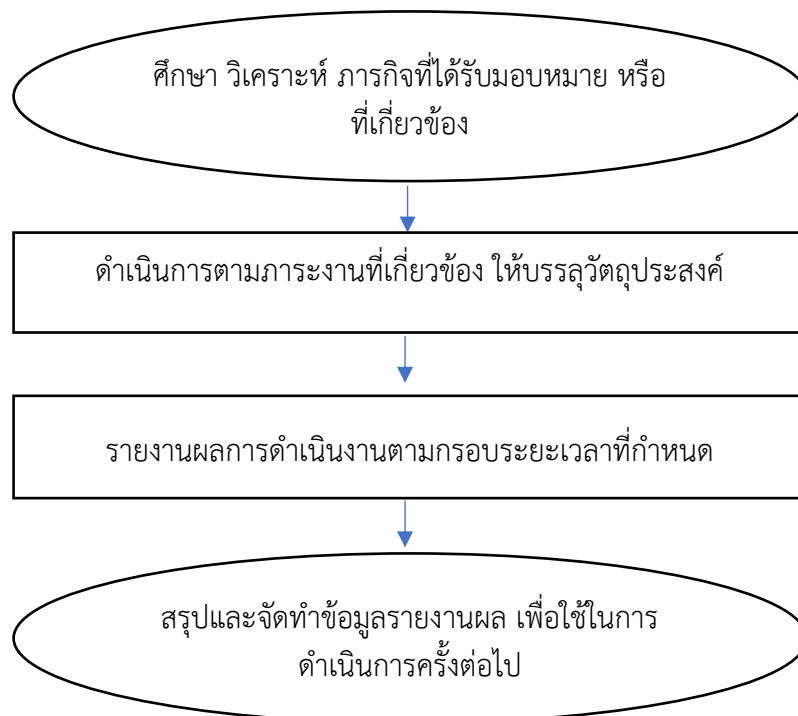 ศึกษา วิเคราะห์ ภารกิจที่ได้รับมอบหมาย หรือ
ที่เกี่ยวข้อง
ดำเนินการตามภาระงานที่เกี่ยวข้อง ให้บรรลุวัตถุประสงค์
รายงานผลการดำเนินงานตามกรอบระยะเวลาที่กำหนด
สรุปและจัดทำข้อมูลรายงานผล เพื่อใช้ในการ
ดำเนินการครั้งต่อไป